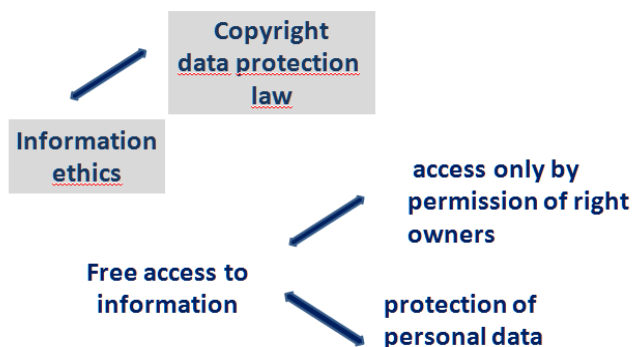 Copyright
data protection
law
Information
ethics
access only by
permission of right
owners
Free access to
information
protection of
personal data